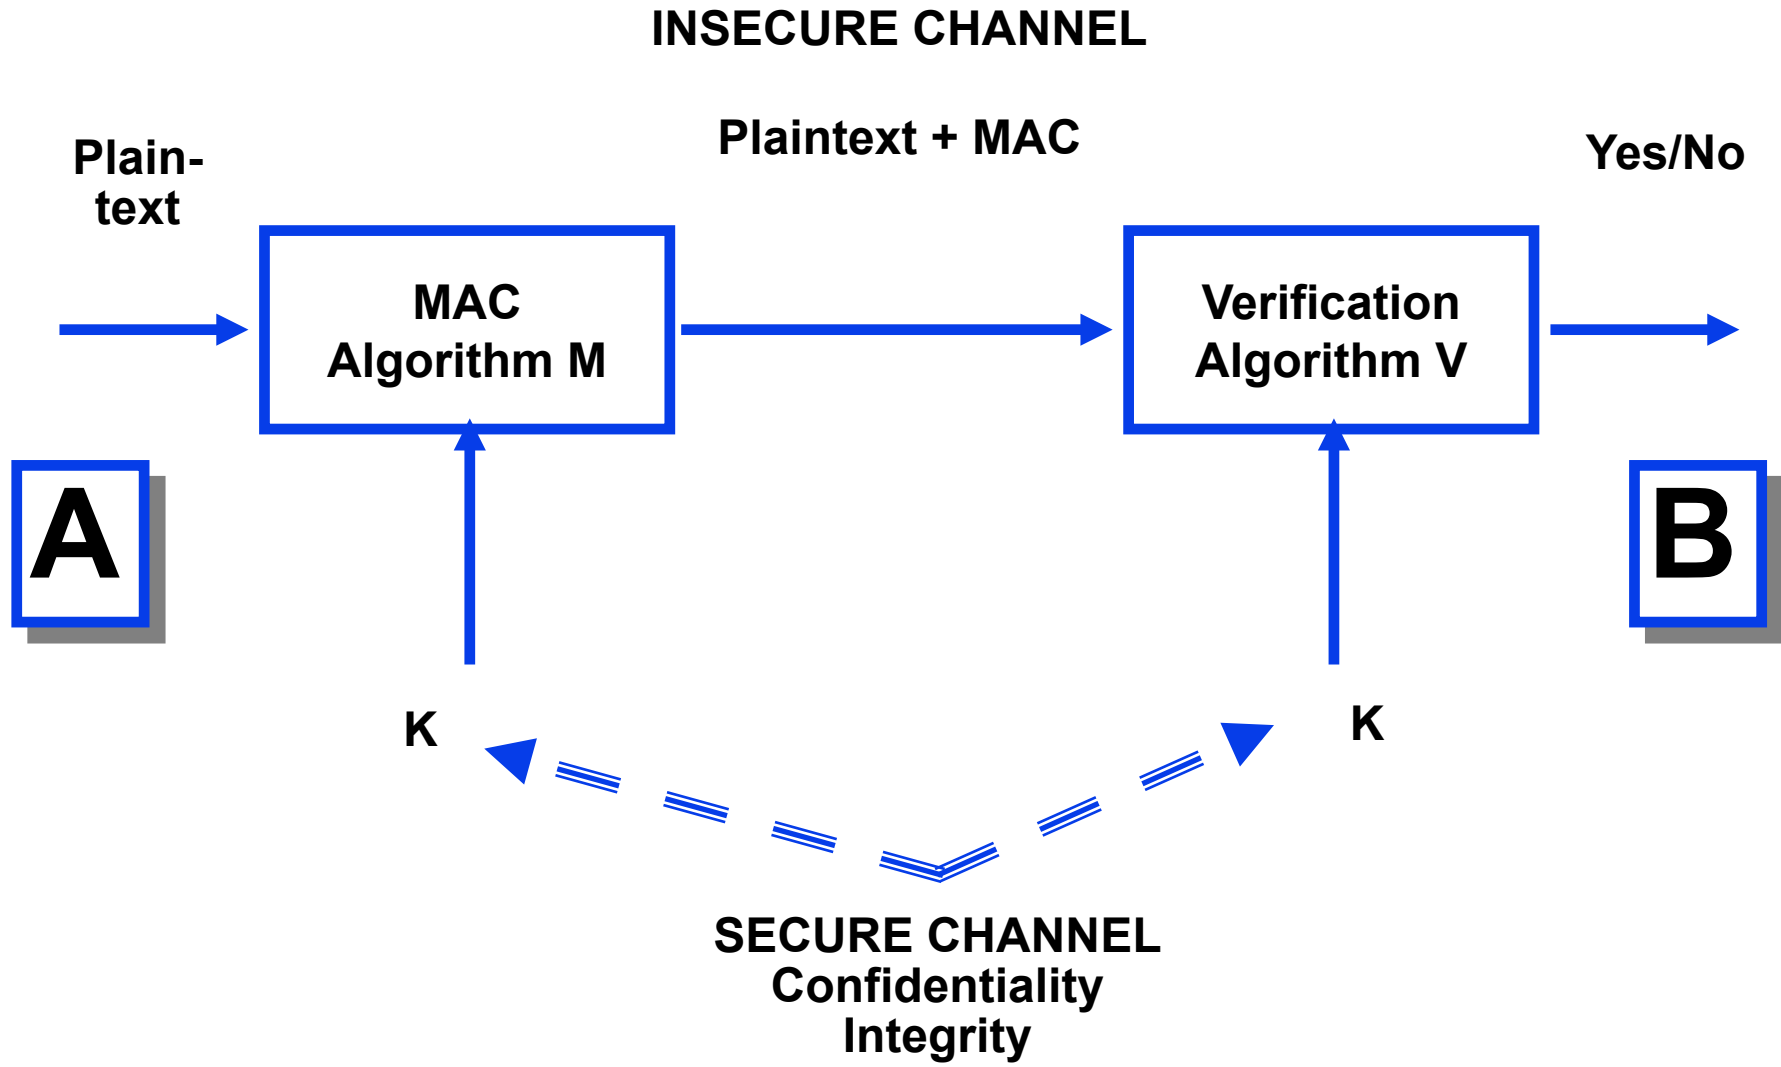 INSECURE CHANNEL
Plaintext + MAC
Plain-
text
Yes/No
MAC
Algorithm M
Verification
Algorithm V
A
B
K
K
SECURE CHANNEL
Confidentiality
Integrity